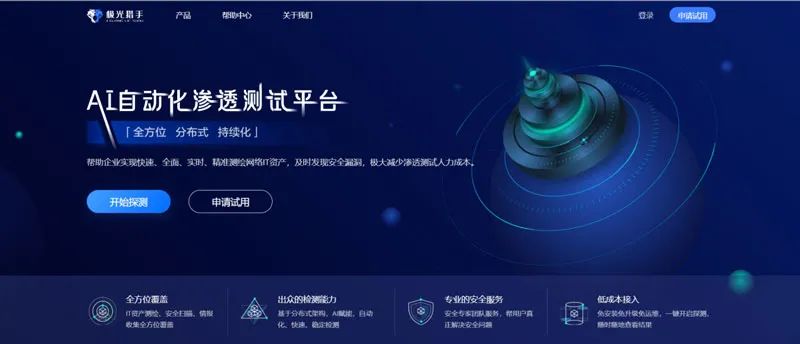 极光猎手
产品
帮助中心
关于我们
登录
申请试用
AI自动化渗透测试平台
「全方位 分布式 持续化」
帮助企业实现快速、全面、实时、精准测绘网络IT资产，及时发现安全漏洞，极大减少渗透测试人力成本。
开始探测
申请试用
全方位覆盖
IT资产测绘、安全扫描、情报
收集全方位覆盖
出众的检测能力
基于分布式架构，AI赋能，自动
化、快速、稳定检测
专业的安全服务
安全专家团队服务，帮用户真
正解决安全问题
低成本接入
免安装免升级免运维，一键开启探测，
随时随地查看结果